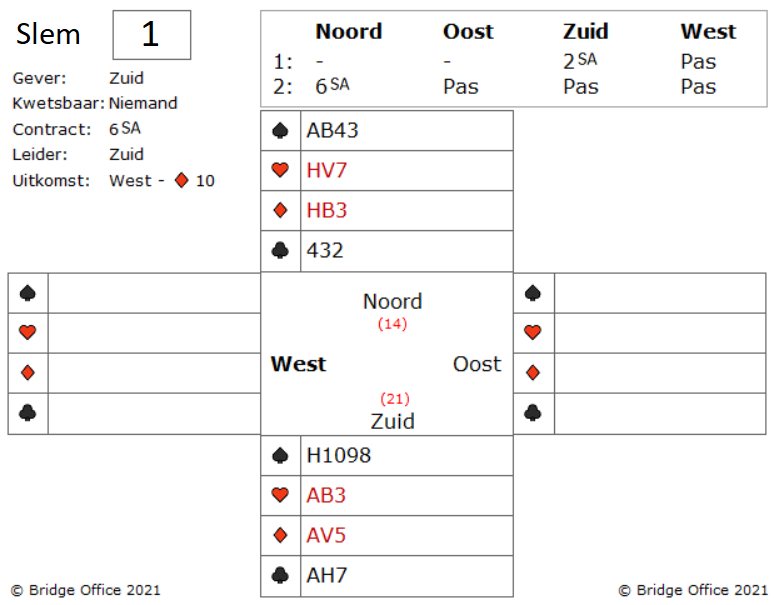 Slem 1
Gever: Zuid
Kwetsbaar: Niemand
Contract: 6 SA
Leider: Zuid
Uitkomst: West - ♦ 10
Noord Oost Zuid West
1: - - 2 SA Pas
2: 6 SA Pas Pas Pas
♠ AB43
♥ HV7
♦ HB3
♣ 432
♠
♥
♦
♣
Noord
(14)
West Oost
(21)
Zuid
♠
♥
♦
♣
♠ H1098
♥ AB3
♦ AV5
♣ AH7
© Bridge Office 2021
© Bridge Office 2021